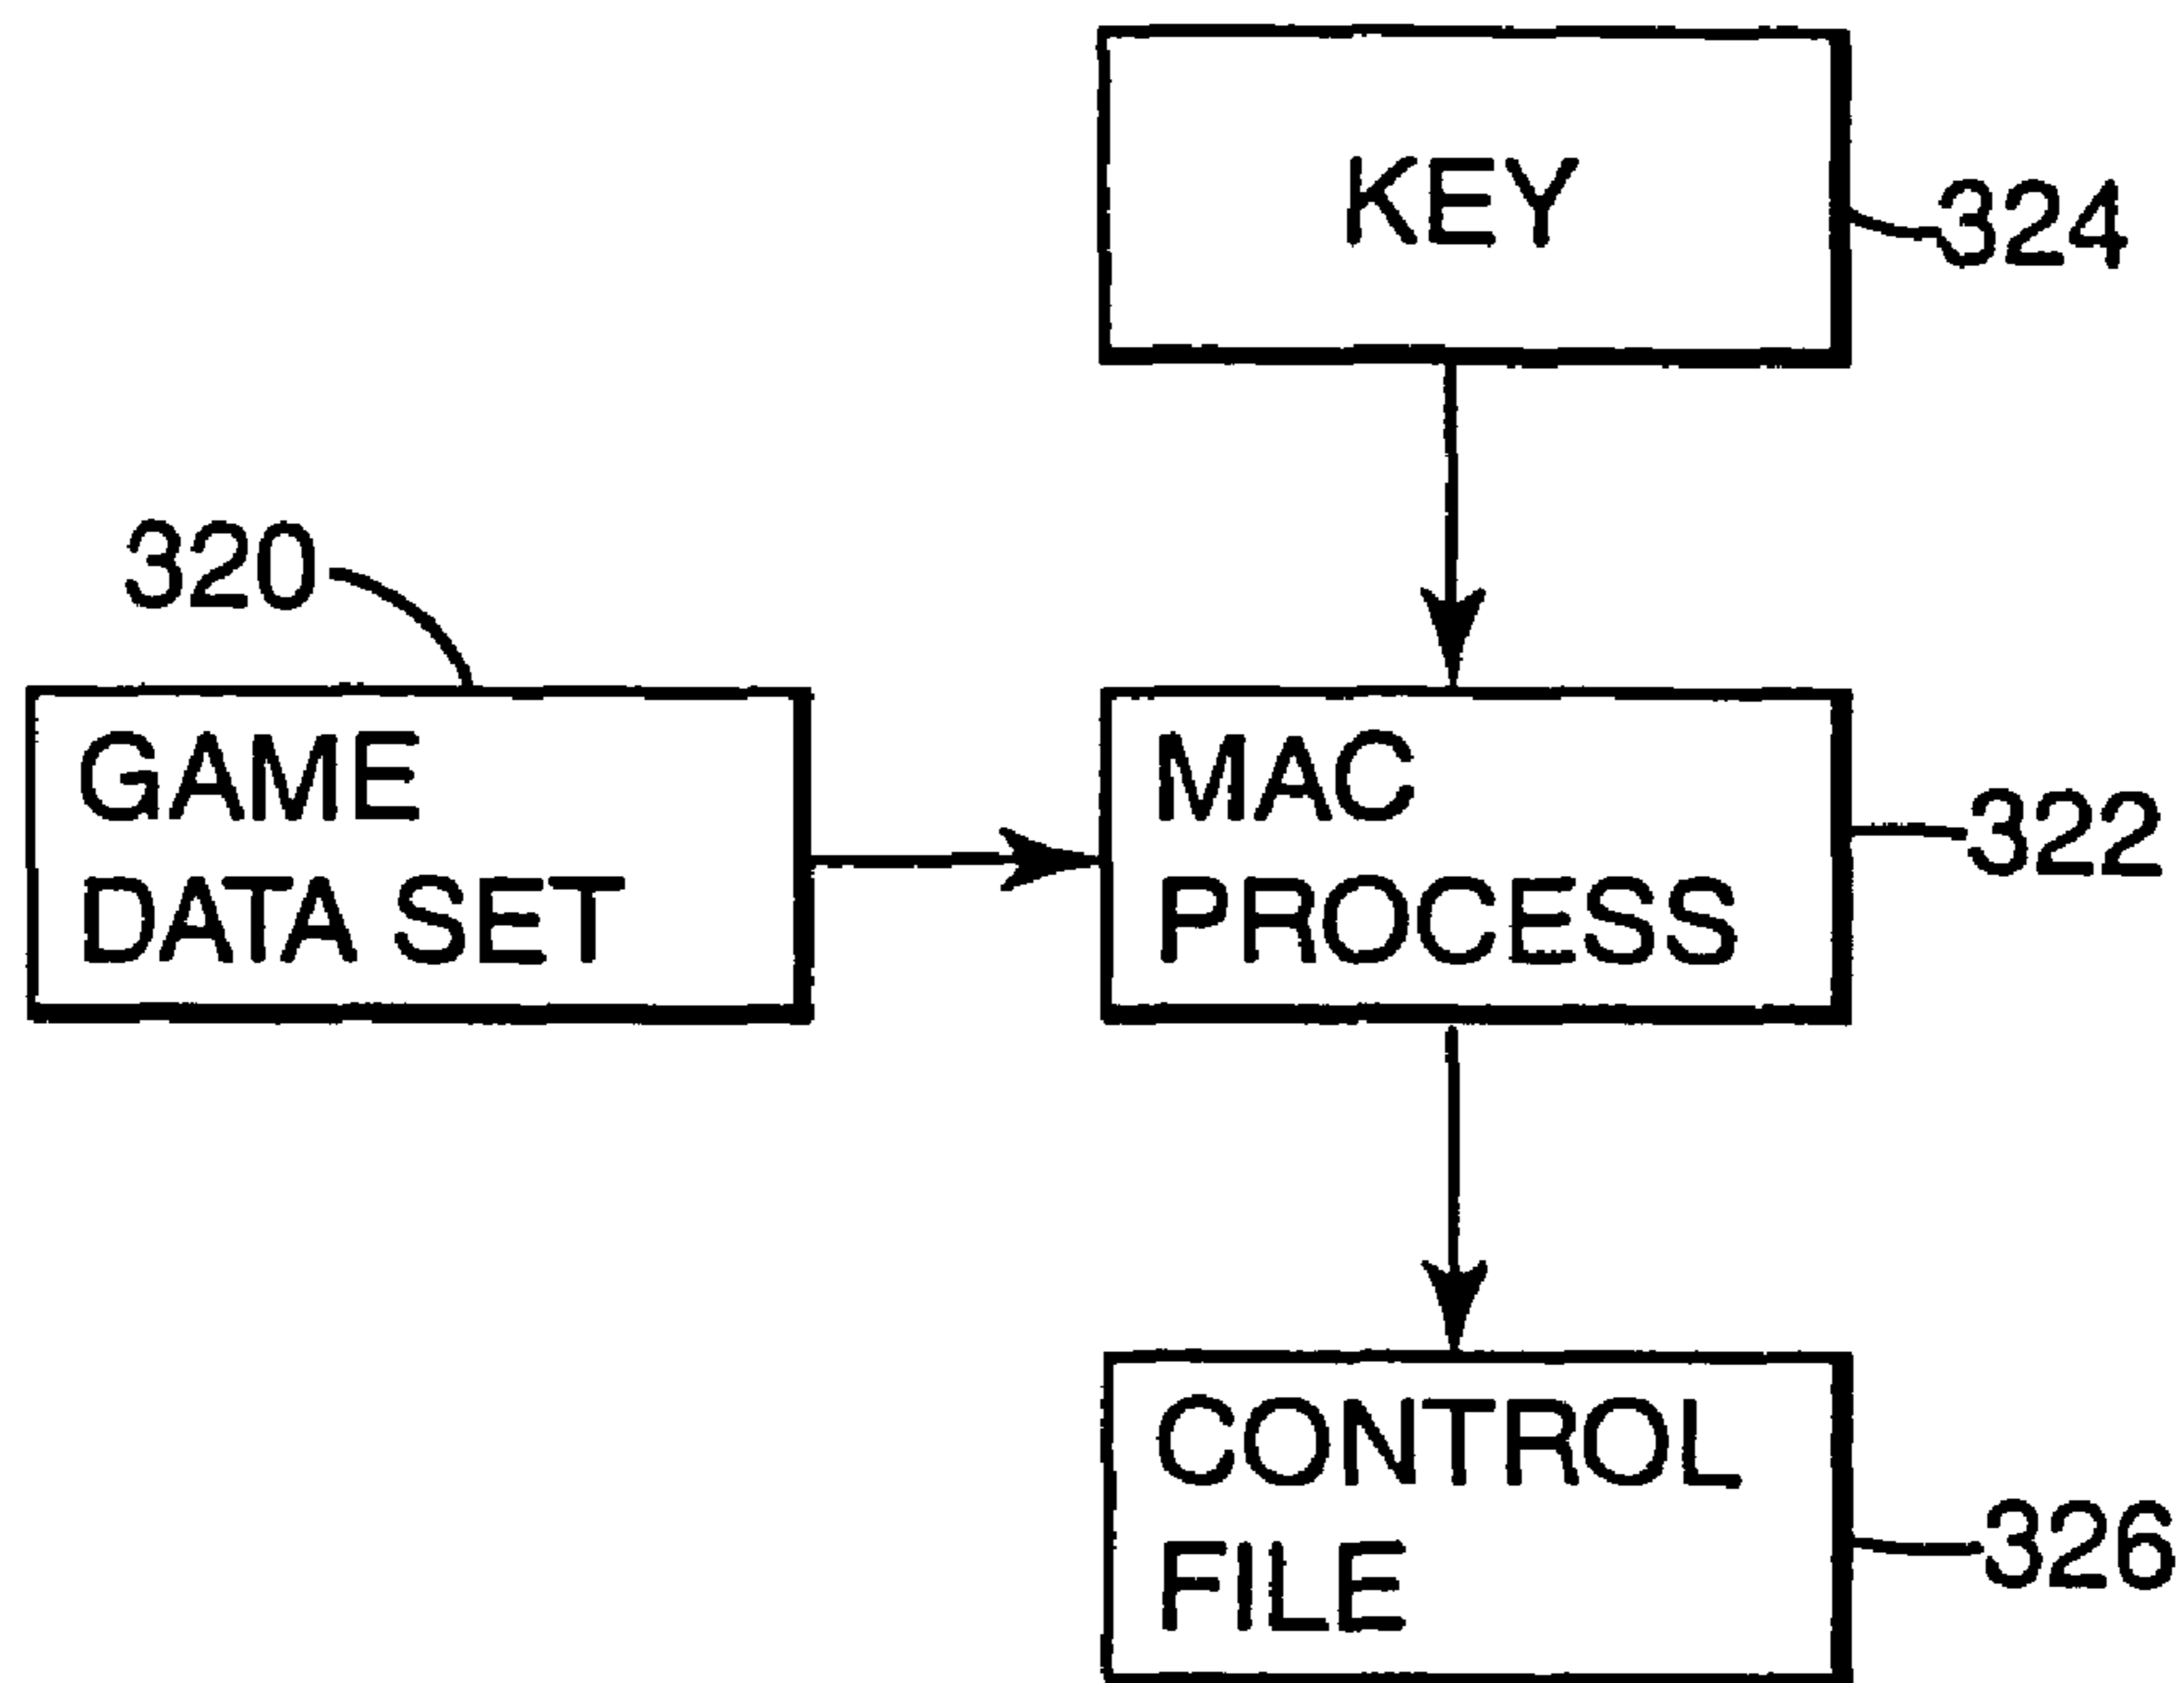 KEY
324
320
GAME
DATA SET
MAC
PROCESS
322
CONTROL
FILE
326